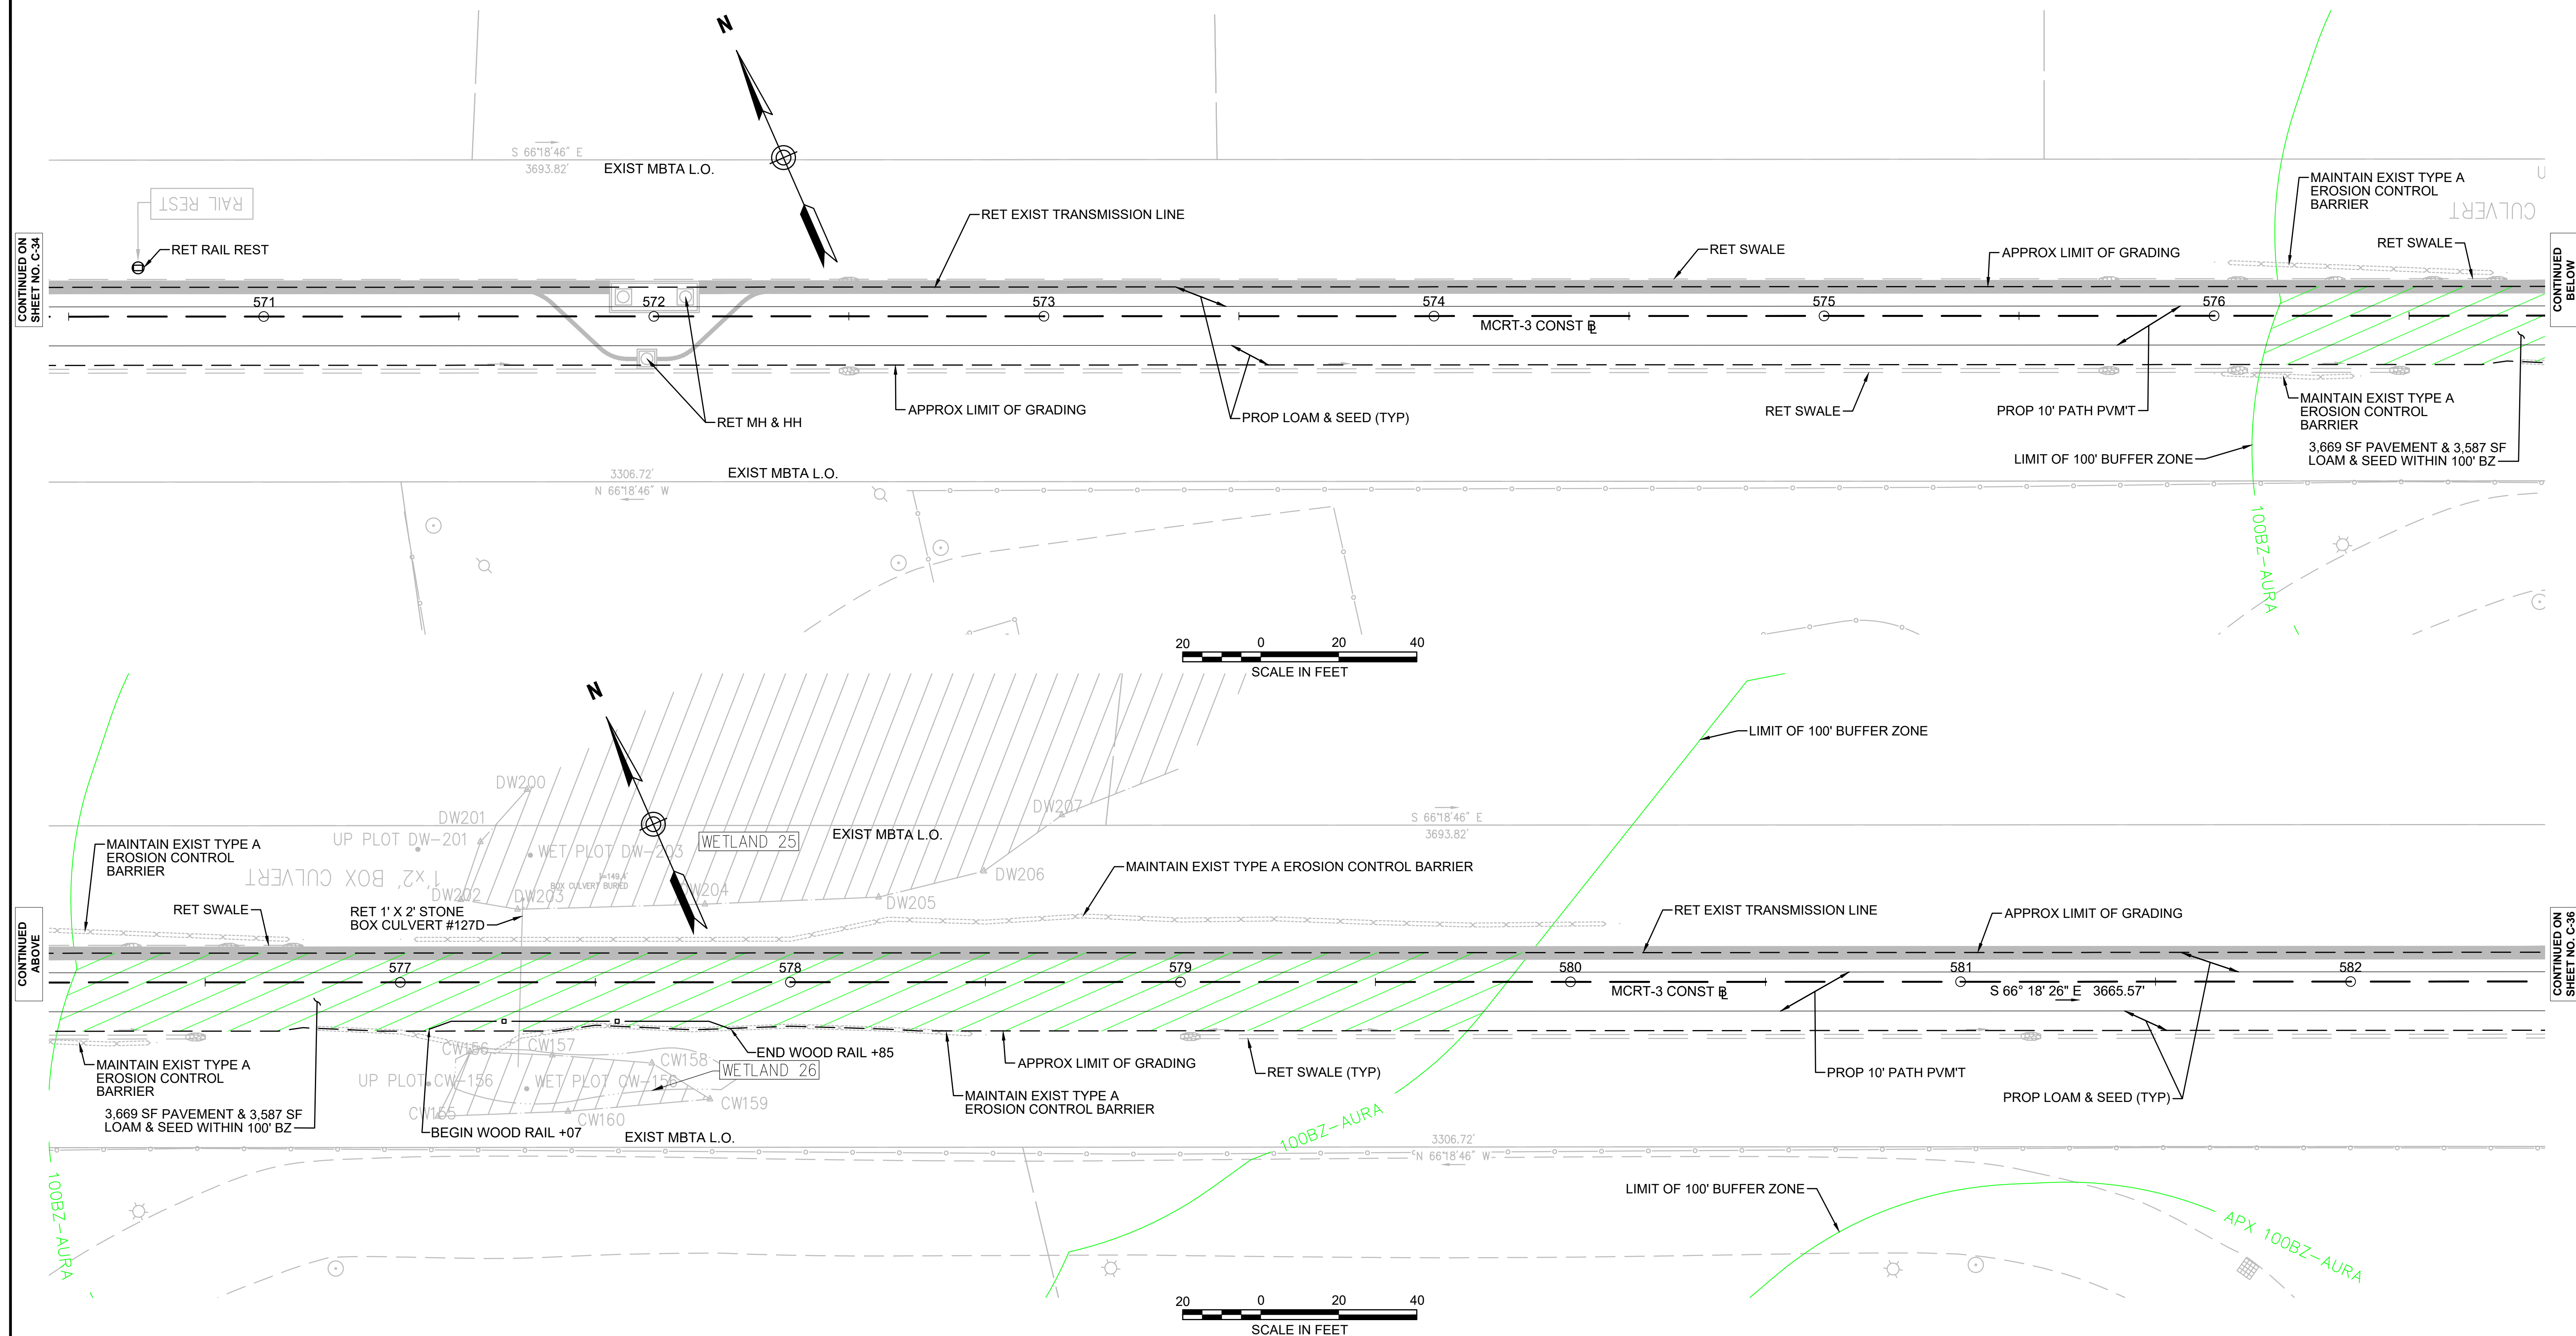 N
S 66°18'46" E
3693.82'
EXIST MBTA L.O.
RAIL REST
RET RAIL REST
CONTINUED ON
SHEET NO. C-34
RET EXIST TRANSMISSION LINE
RET SWALE
APPROX LIMIT OF GRADING
MAINTAIN EXIST TYPE A
EROSION CONTROL
BARRIER
CULVERT
RET SWALE
CONTINUED
BELOW
571
572
573
574
575
576
MCRT-3 CONST BL
RET MH & HH
APPROX LIMIT OF GRADING
PROP LOAM & SEED (TYP)
RET SWALE
PROP 10' PATH PVM'T
MAINTAIN EXIST TYPE A
EROSION CONTROL
BARRIER
LIMIT OF 100' BUFFER ZONE
3,669 SF PAVEMENT & 3,587 SF
LOAM & SEED WITHIN 100' BZ
3306.72'
N 66°18'46" W
EXIST MBTA L.O.
100BZ-AURA
20 0 20 40
SCALE IN FEET
N
LIMIT OF 100' BUFFER ZONE
DW200
DW201
UP PLOT DW-201
WET PLOT DW-203
WETLAND 25
EXIST MBTA L.O.
DW207
S 66°18'46" E
3693.82'
MAINTAIN EXIST TYPE A
EROSION CONTROL
BARRIER
1'x2' BOX CULVERT
I=149.4'
BOX CULVERT BURIED
DW202
DW203
DW204
DW205
DW206
MAINTAIN EXIST TYPE A EROSION CONTROL BARRIER
RET SWALE
RET 1' X 2' STONE
BOX CULVERT #127D
RET EXIST TRANSMISSION LINE
APPROX LIMIT OF GRADING
CONTINUED
ABOVE
CONTINUED ON
SHEET NO. C-36
577
578
579
580
581
582
MCRT-3 CONST BL
S 66° 18' 26" E 3665.57'
CW156
CW157
CW158
END WOOD RAIL +85
WETLAND 26
UP PLOT CW-156
WET PLOT CW-156
CW155
CW160
CW159
MAINTAIN EXIST TYPE A
EROSION CONTROL
BARRIER
3,669 SF PAVEMENT & 3,587 SF
LOAM & SEED WITHIN 100' BZ
BEGIN WOOD RAIL +07
EXIST MBTA L.O.
APPROX LIMIT OF GRADING
MAINTAIN EXIST TYPE A
EROSION CONTROL BARRIER
RET SWALE (TYP)
PROP 10' PATH PVM'T
PROP LOAM & SEED (TYP)
100BZ-AURA
3306.72'
N 66°18'46" W
100BZ-AURA
LIMIT OF 100' BUFFER ZONE
APX 100BZ-AURA
20 0 20 40
SCALE IN FEET